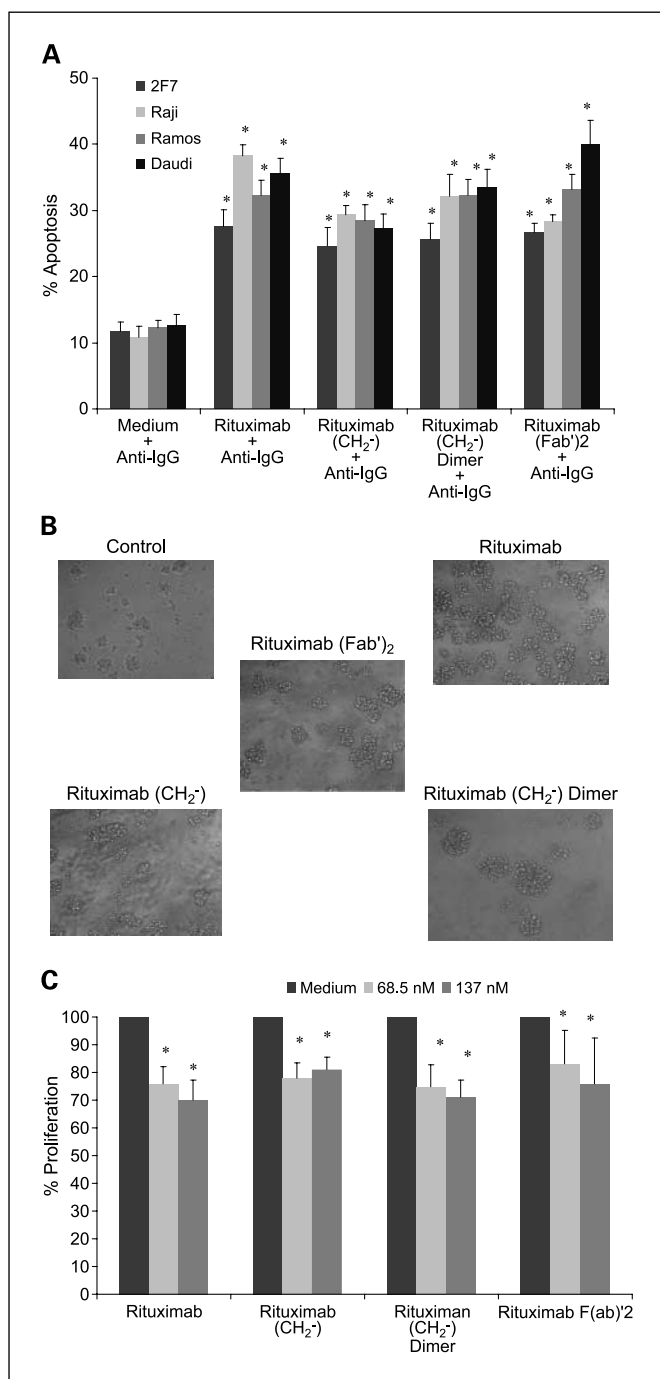 A
50
40
30
20
10
0
% Apoptosis
2F7
Raji
Ramos
Daudi
* * * *
* * * *
* * * *
* * * *
Medium
+
Anti-IgG
Rituximab
+
Anti-IgG
Rituximab
(CH2-)
+ Anti-IgG
Rituximab
(CH2-)
Dimer
+
Anti-IgG
Rituximab
(Fab')2
+ Anti-IgG
B
Control
Rituximab
Rituximab (Fab')2
Rituximab (CH2-)
Rituximab (CH2-) Dimer
C
Medium 68.5 nM 137 nM
100
90
80
70
60
50
40
30
20
10
0
% Proliferation
* *
* *
* *
* *
Rituximab
Rituximab
(CH2-)
Rituximan
(CH2-)
Dimer
Rituximab F(ab)'2